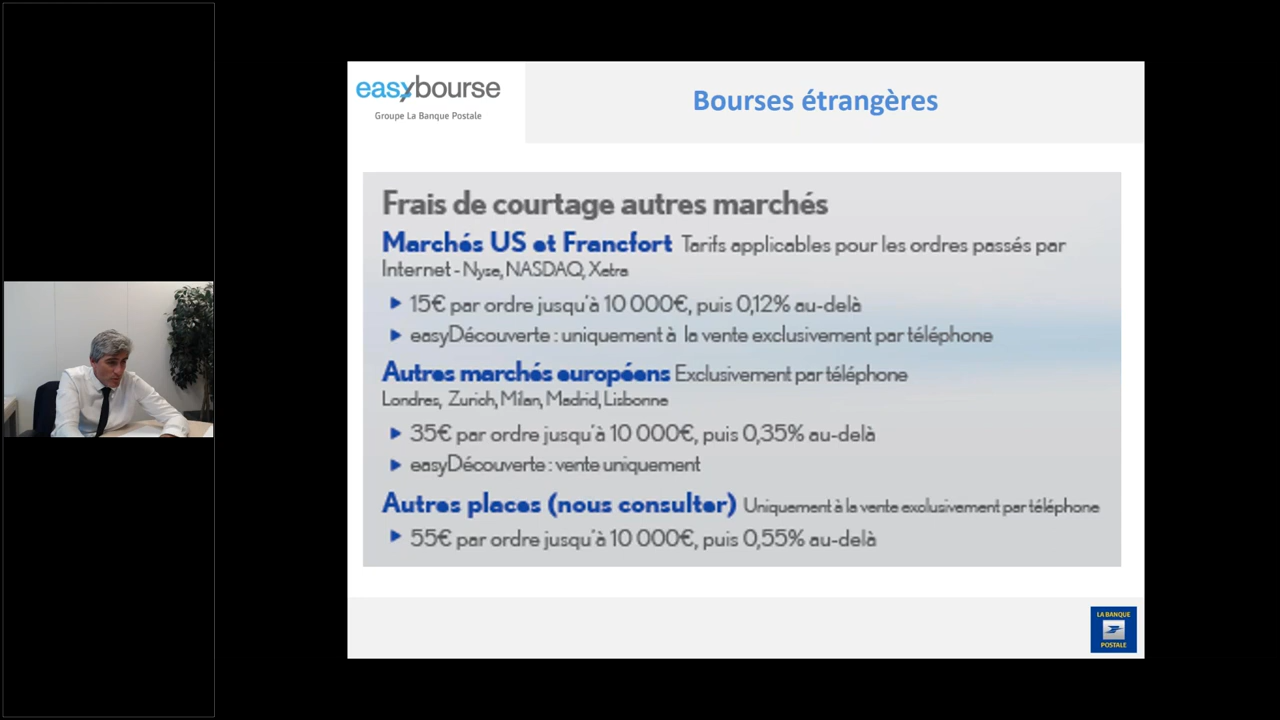 easybourse
Groupe La Banque Postale
Bourses étrangères
Frais de courtage autres marchés
Marchés US et Francfort Tarifs applicables pour les ordres passés par
Internet - Nyse, NASDAQ, Xetra
15€ par ordre jusqu'à 10 000€, puis 0,12% au-delà
easyDécouverte : uniquement à la vente exclusivement par téléphone
Autres marchés européens Exclusivement par téléphone
Londres, Zurich, Milan, Madrid, Lisbonne
35€ par ordre jusqu'à 10 000€, puis 0,35% au-delà
easyDécouverte : vente uniquement
Autres places (nous consulter) Uniquement à la vente exclusivement par téléphone
55€ par ordre jusqu'à 10 000€, puis 0,55% au-delà
LA BANQUE
POSTALE